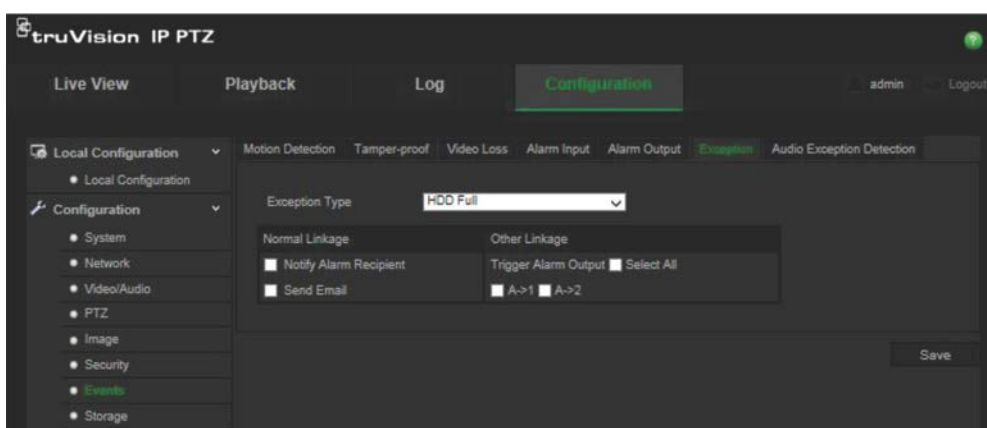 truVision IP PTZ
?
Live View Playback Log Configuration admin Logout
Local Configuration
Local Configuration
Configuration
System
Network
Video/Audio
PTZ
Image
Security
Events
Storage
Motion Detection Tamper-proof Video Loss Alarm Input Alarm Output Exception Audio Exception Detection
Exception Type HDD Full
Normal Linkage Other Linkage
Notify Alarm Recipient Trigger Alarm Output Select All
Send Email A->1 A->2
Save